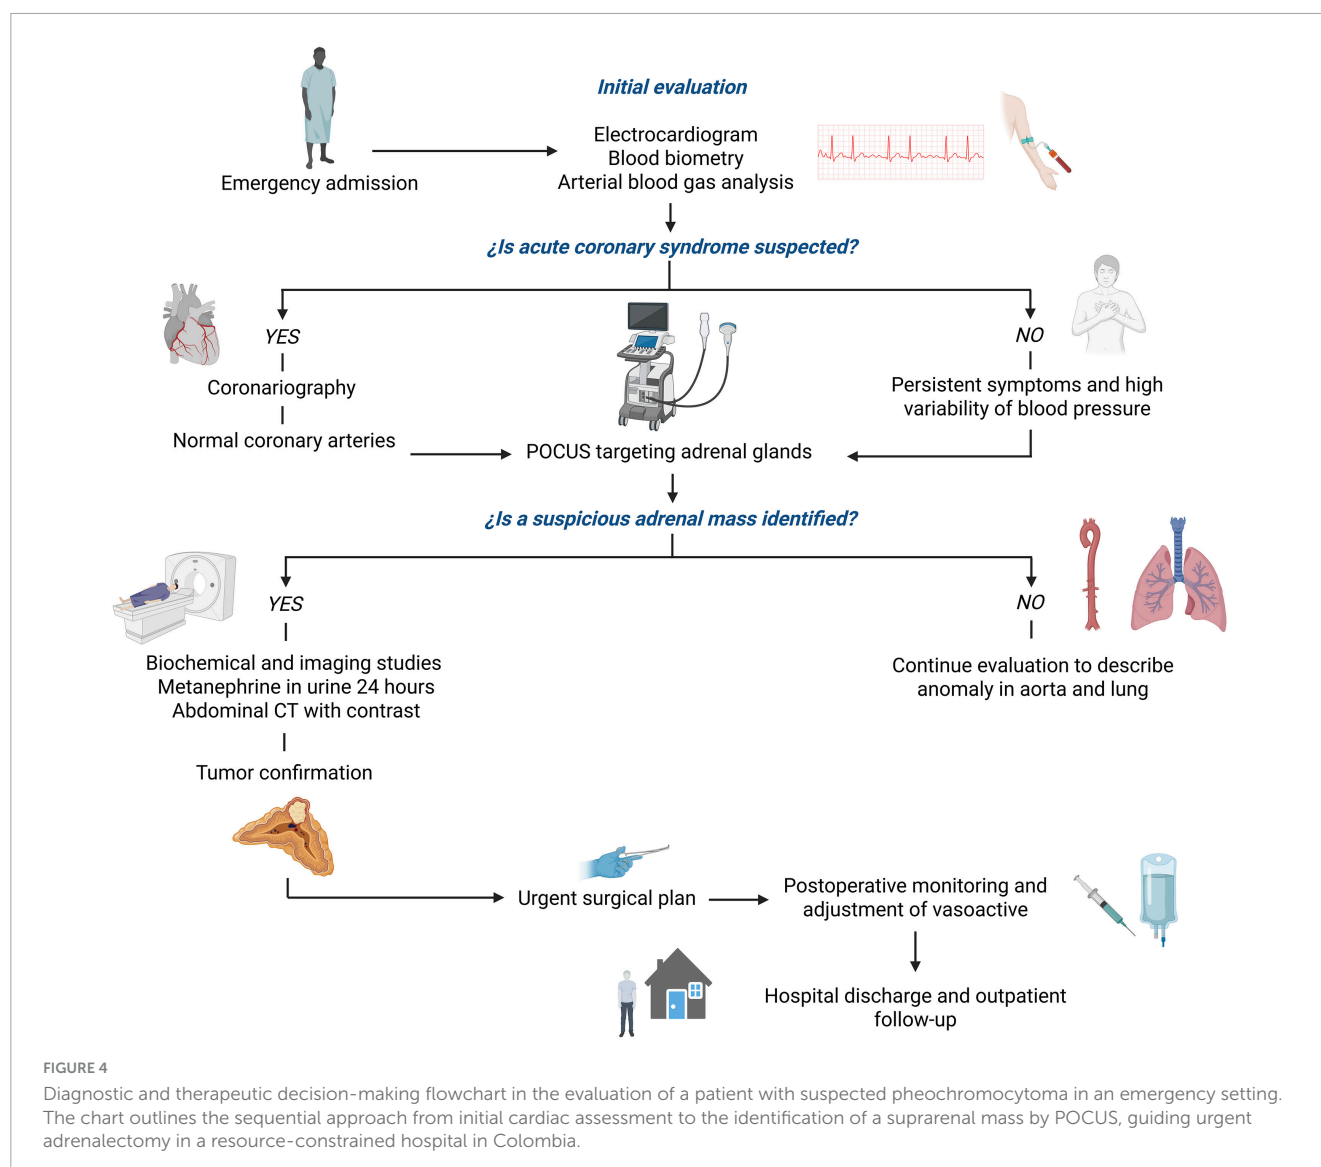 Initial evaluation
Electrocardiogram
Blood biometry
Arterial blood gas analysis
Emergency admission
¿Is acute coronary syndrome suspected?
YES
NO
Coronariography
Persistent symptoms and high
variability of blood pressure
Normal coronary arteries
POCUS targeting adrenal glands
¿Is a suspicious adrenal mass identified?
YES
NO
Biochemical and imaging studies
Metanephrine in urine 24 hours
Abdominal CT with contrast
Continue evaluation to describe
anomaly in aorta and lung
Tumor confirmation
Urgent surgical plan
Postoperative monitoring and
adjustment of vasoactive
Hospital discharge and outpatient
follow-up
FIGURE 4
Diagnostic and therapeutic decision-making flowchart in the evaluation of a patient with suspected pheochromocytoma in an emergency setting.
The chart outlines the sequential approach from initial cardiac assessment to the identification of a suprarenal mass by POCUS, guiding urgent
adrenalectomy in a resource-constrained hospital in Colombia.